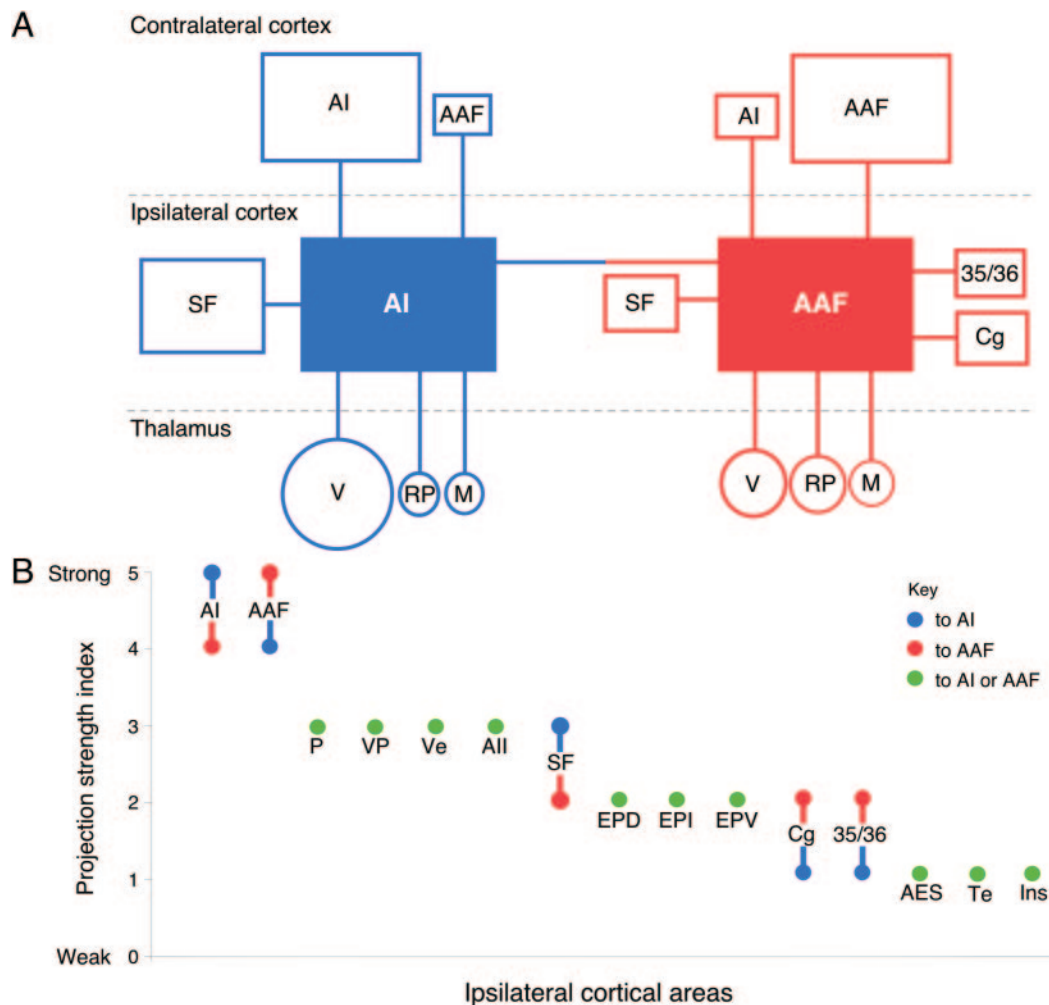 A
Contralateral cortex
AI
AAF
AI
AAF
Ipsilateral cortex
SF
AI
SF
AAF
35/36
Cg
Thalamus
V
RP
M
V
RP
M
B
Strong
5
4
3
2
1
Weak
0
Projection strength index
AI
AAF
P
VP
Ve
AII
SF
EPD
EPI
EPV
Cg
35/36
AES
Te
Ins
Key
to AI
to AAF
to AI or AAF
Ipsilateral cortical areas